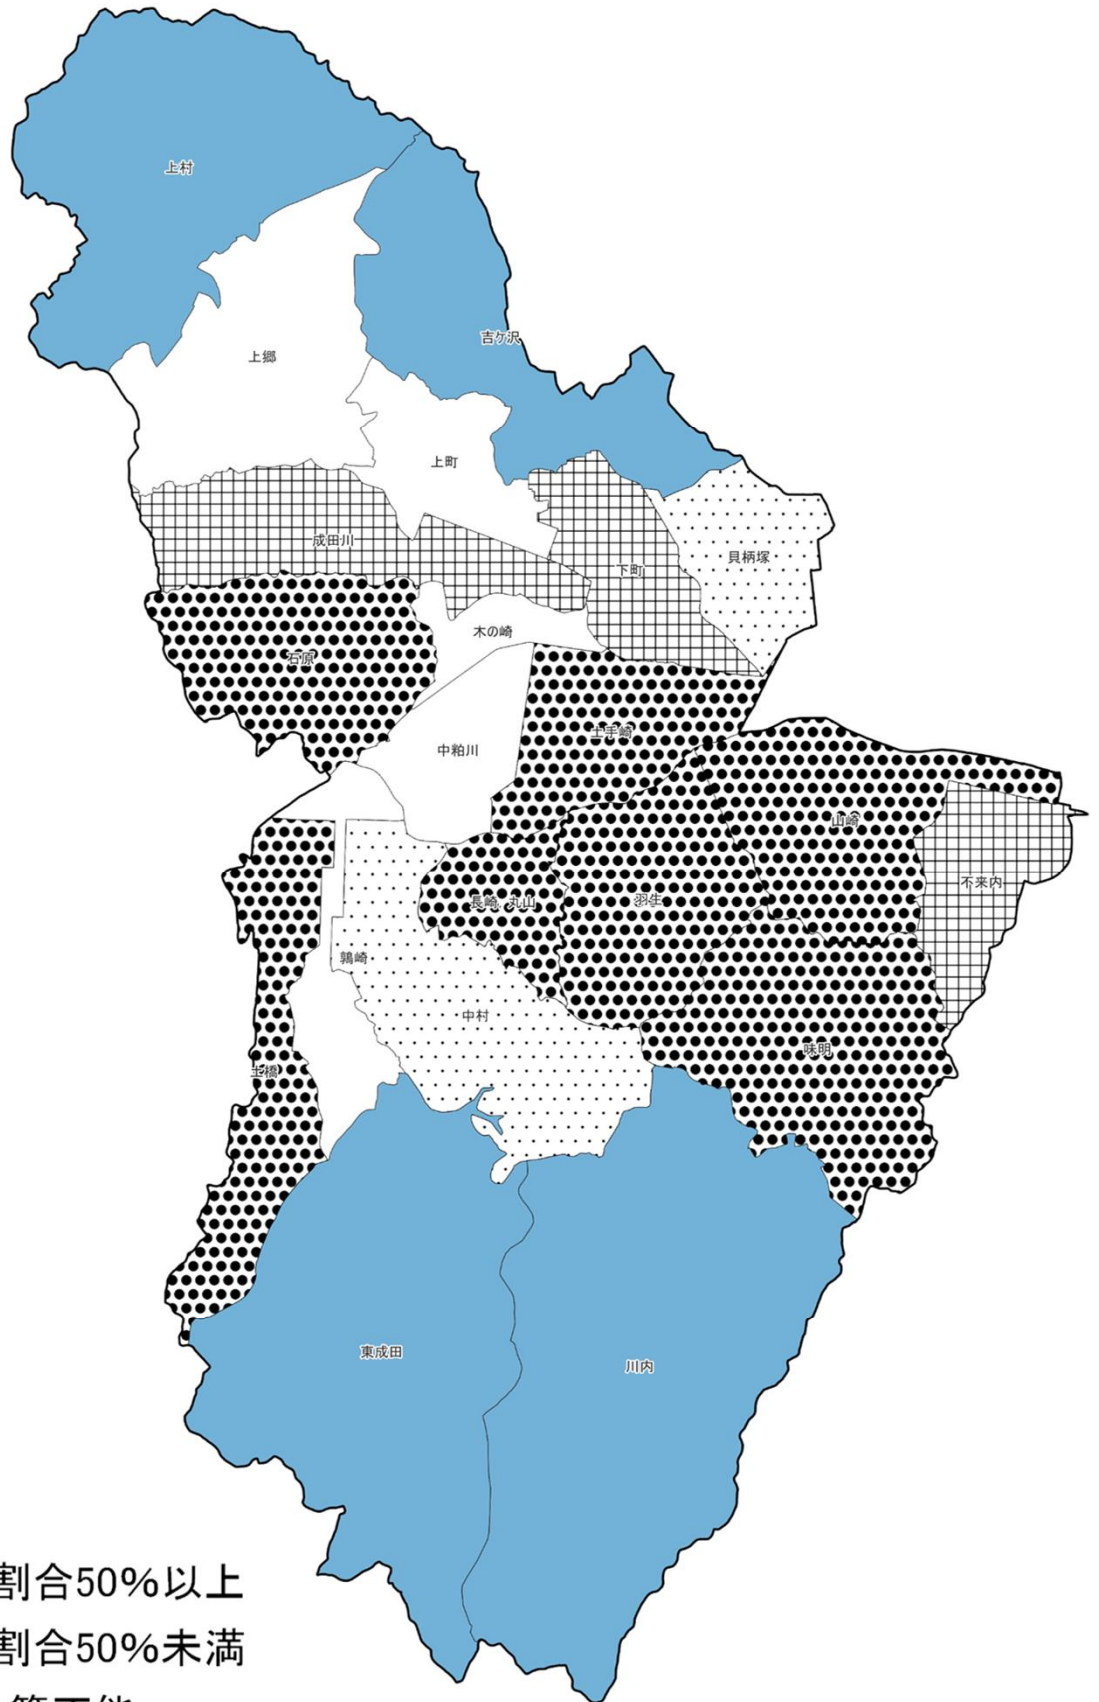 上村
吉ケ沢
上郷
上町
成田川
下町
貝柄塚
木の崎
石原
土手崎
中粕川
山崎
不来内
長崎、丸山
羽生
鶉崎
中村
味明
土橋
東成田
川内
割合50%以上
割合50%未満